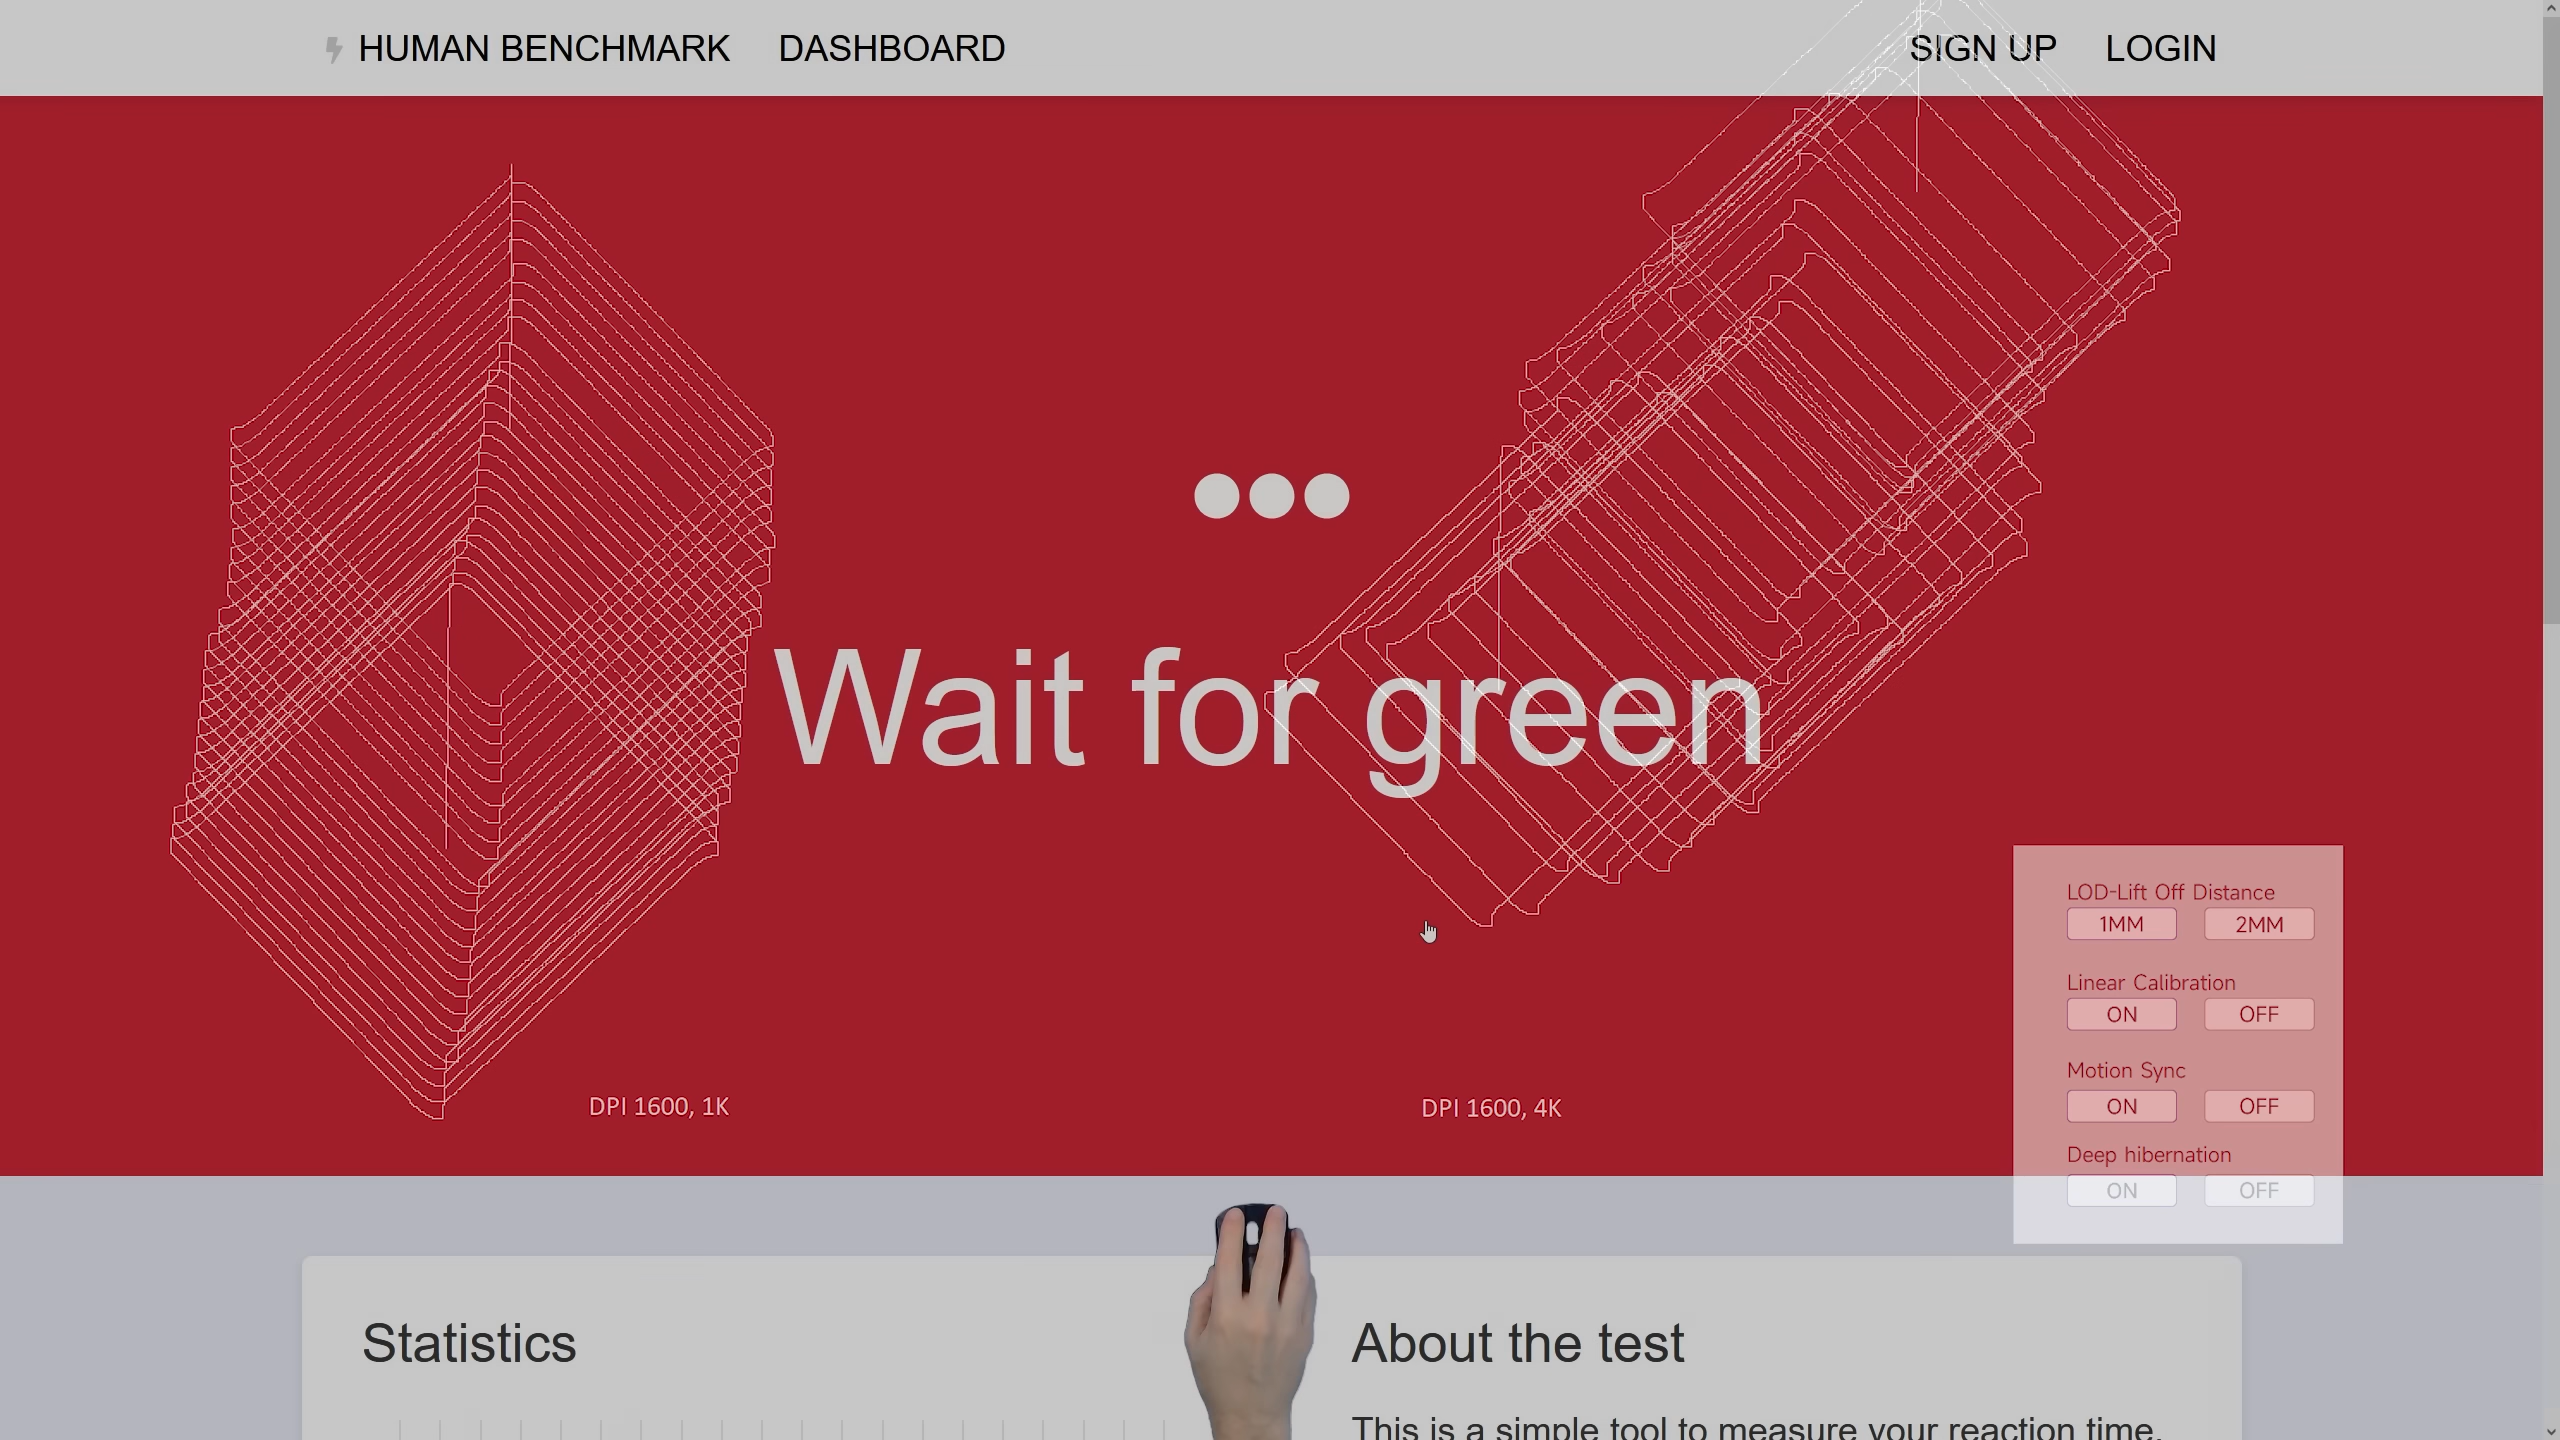 HUMAN BENCHMARK DASHBOARD SIGN UP LOGIN
Wait for green
LOD-Lift Off Distance
1MM 2MM
Linear Calibration
ON OFF
Motion Sync
ON OFF
Deep hibernation
ON OFF
DPI 1600, 1K
DPI 1600, 4K
Statistics
About the test
This is a simple tool to measure your reaction time.